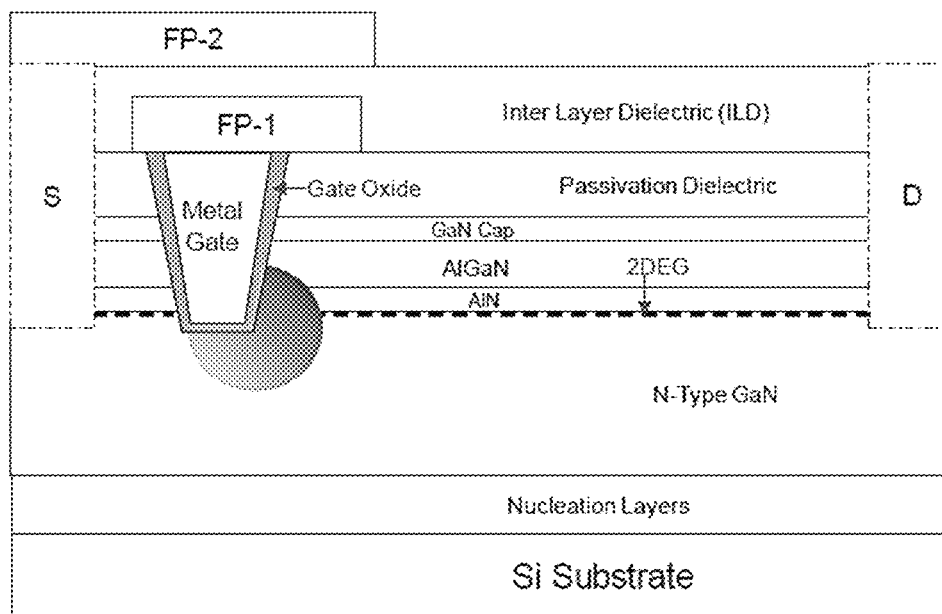 FP-2
FP-1
Inter Layer Dielectric (ILD)
S
Gate Oxide
Passivation Dielectric
D
Metal
Gate
GaN Cap
AlGaN
2DEG
AlN
N-Type GaN
Nucleation Layers
Si Substrate